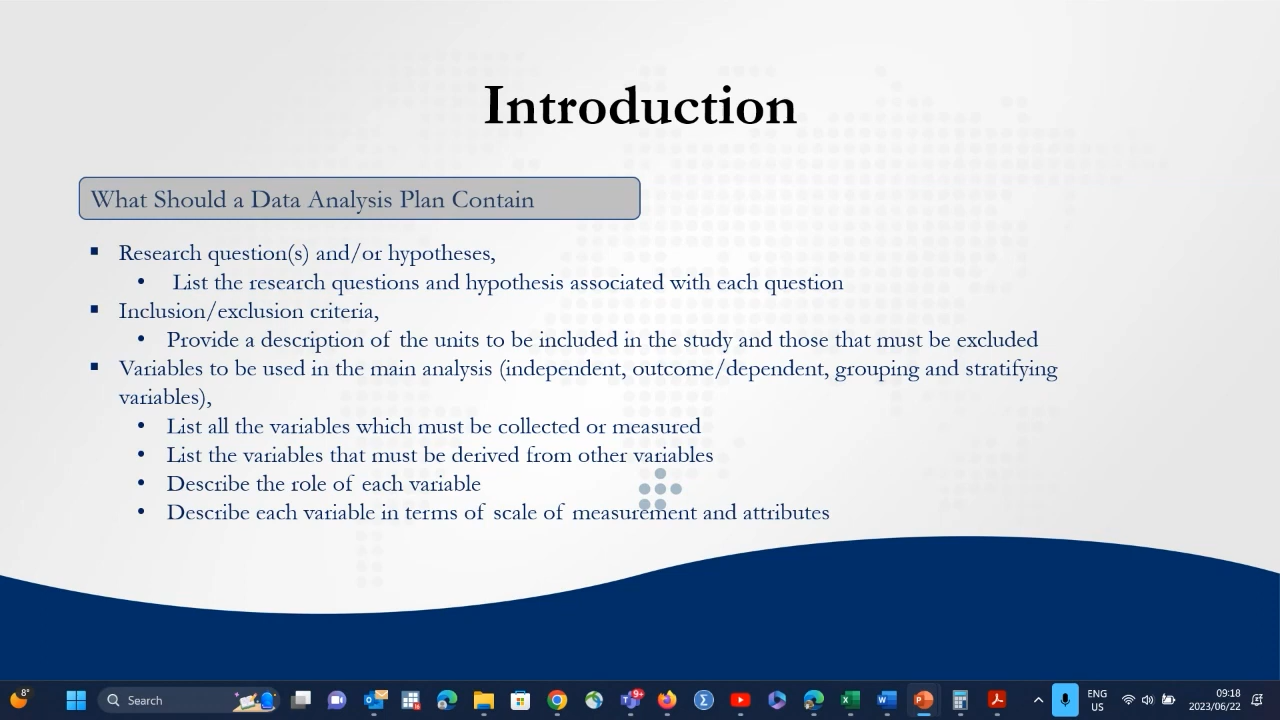 Introduction
What Should a Data Analysis Plan Contain
Research question(s) and/or hypotheses,
List the research questions and hypothesis associated with each question
Inclusion/exclusion criteria,
Provide a description of the units to be included in the study and those that must be excluded
Variables to be used in the main analysis (independent, outcome/dependent, grouping and stratifying
variables),
List all the variables which must be collected or measured
List the variables that must be derived from other variables
Describe the role of each variable
Describe each variable in terms of scale of measurement and attributes
8°
Search
9+
ENG
US
09:18
2023/06/22